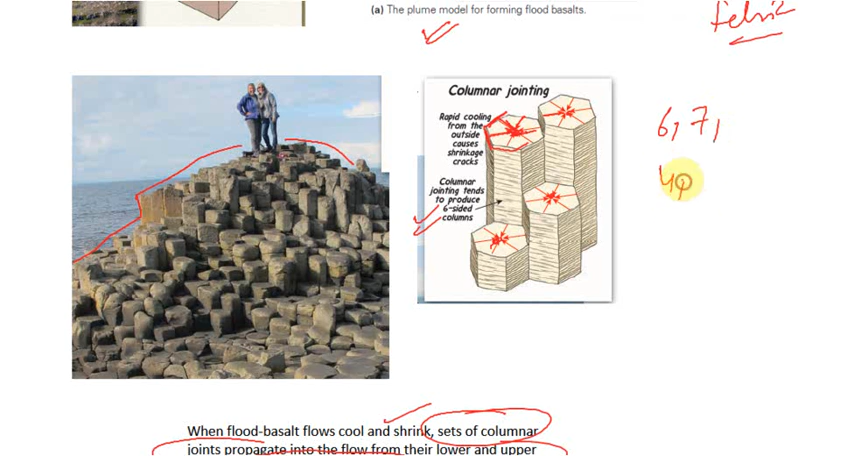 (a) The plume model for forming flood basalts.
Felsic
Columnar jointing
Rapid cooling
from the
outside
causes
shrinkage
cracks
Columnar
jointing tends
to produce
6-sided
columns
6, 7,
When flood-basalt flows cool and shrink, sets of columnar
joints propagate into the flow from their lower and upper